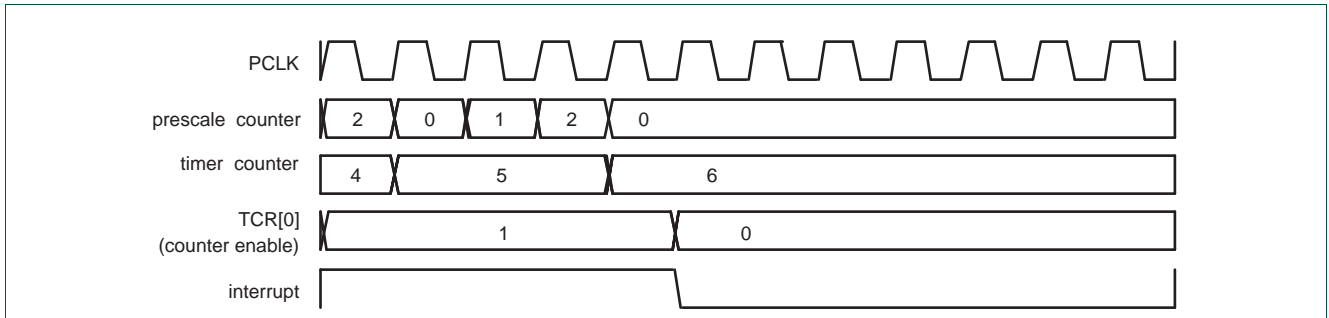 PCLK
prescale counter 2 0 1 2 0
timer counter 4 5 6
TCR[0]
(counter enable) 1 0
interrupt